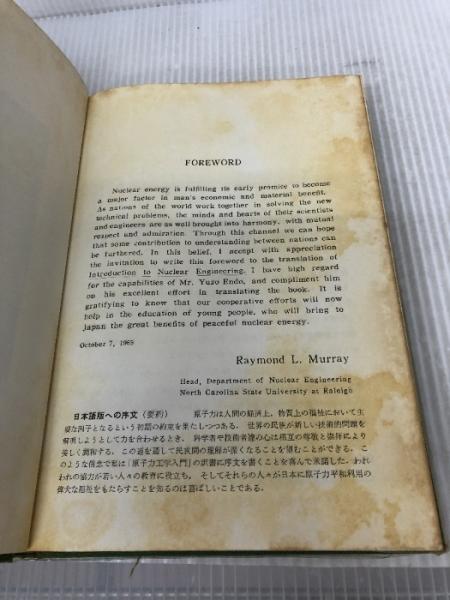 FOREWORD
Nuclear energy is fulfilling its early promise to become
a major factor in man's economic and material benefit.
As nations of the world work together in solving the new
technical problems, the minds and hearts of their scientists
and engineers are as well brought into harmony, with mutual
respect and admiration. Through this channel we can hope
that some contribution to understanding between nations can
be furthered. In this belief, I accept with appreciation
the invitation to write this foreword to the translation of
Introduction to Nuclear Engineering. I have high regard
for the capabilities of Mr. Yuzo Endo, and compliment him
on his excellent effort in translating the book. It is
gratifying to know that our cooperative efforts will now
help in the education of young people, who will bring to
Japan the great benefits of peaceful nuclear energy.
October 7, 1965
Raymond L. Murray
Head, Department of Nuclear Engineering
North Carolina State University at Raleigh
日本語版への序文（要約） 原子力は人間の経済上、物質上の福祉において主
要な因子となるという初期の約束を果たしつつある。世界の民族が新しい技術的問題を
解明しようとして力を合わせるとき、科学者や技術者達の心は相互の尊敬と崇拝により
美しく調和する。この道を通して民族間の理解が深くなることを希望することができる。こ
のような信念で私は「原子力工学入門」の訳書に序文を書くことを喜んで承諾した。われ
われの協力が若い人々の教育に役立ち、そしてそれらの人々が日本に原子力平和利用の
偉大な福祉をもたらすことを知るのは喜ばしいことである。